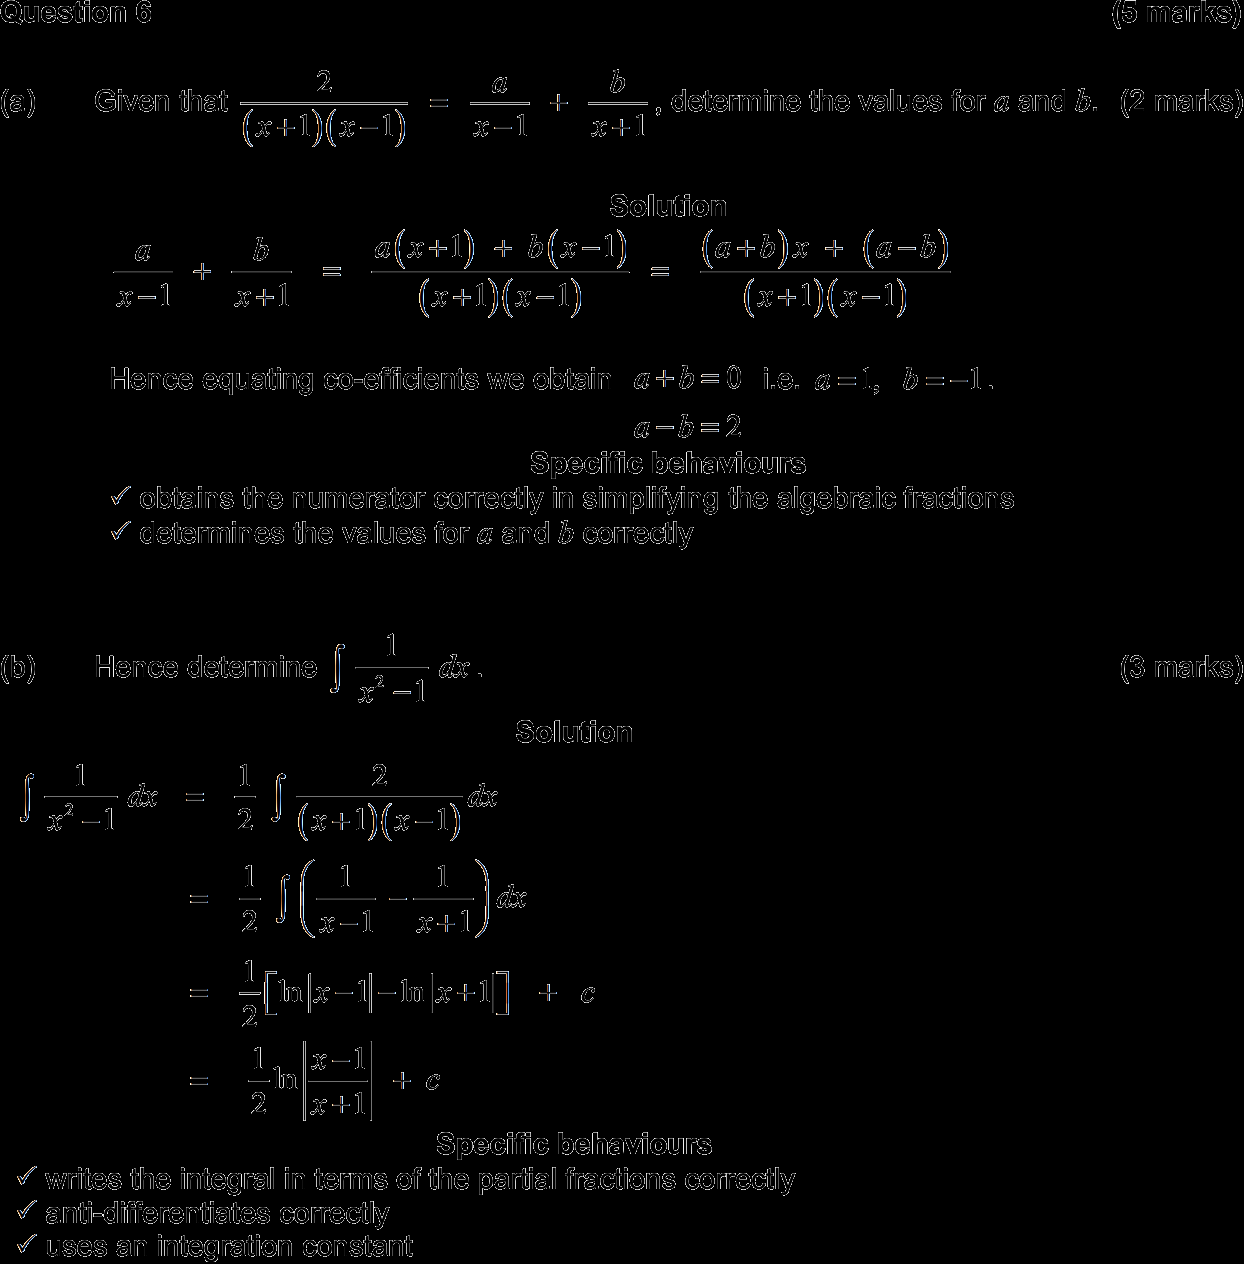 Question 6 (5 marks)
(a) Given that 2/((x+1)(x−1)) = a/(x−1) + b/(x+1), determine the values for a and b. (2 marks)
Solution
a/(x−1) + b/(x+1) = (a(x+1) + b(x−1))/((x+1)(x−1)) = ((a+b)x + (a−b))/((x+1)(x−1))
Hence equating co-efficients we obtain a+b=0 i.e. a=1, b=−1.
a−b=2
Specific behaviours
✓ obtains the numerator correctly in simplifying the algebraic fractions
✓ determines the values for a and b correctly
(b) Hence determine ∫ 1/(x²−1) dx. (3 marks)
Solution
∫ 1/(x²−1) dx = 1/2 ∫ 2/((x+1)(x−1)) dx
= 1/2 ∫ (1/(x−1) − 1/(x+1)) dx
= 1/2 [ln|x−1|−ln|x+1|] + c
= 1/2 ln|(x−1)/(x+1)| + c
Specific behaviours
✓ writes the integral in terms of the partial fractions correctly
✓ anti-differentiates correctly
✓ uses an integration constant